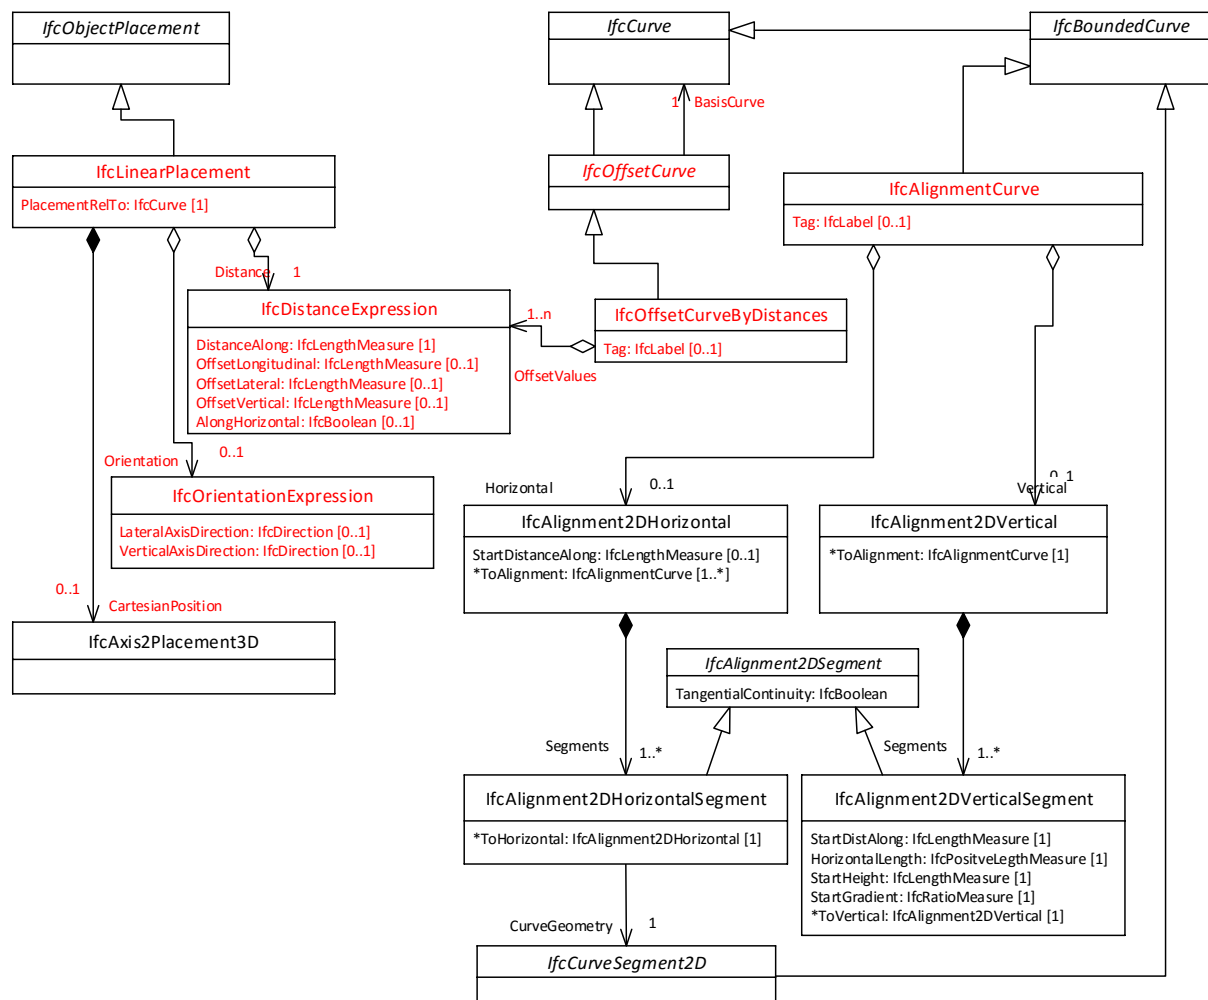 IfcObjectPlacement
IfcCurve
IfcBoundedCurve
1
BasisCurve
IfcLinearPlacement
PlacementRelTo: IfcCurve [1]
IfcOffsetCurve
IfcAlignmentCurve
Tag: IfcLabel [0..1]
Distance
1
IfcDistanceExpression
DistanceAlong: IfcLengthMeasure [1]
OffsetLongitudinal: IfcLengthMeasure [0..1]
OffsetLateral: IfcLengthMeasure [0..1]
OffsetVertical: IfcLengthMeasure [0..1]
AlongHorizontal: IfcBoolean [0..1]
1..n
OffsetValues
IfcOffsetCurveByDistances
Tag: IfcLabel [0..1]
Orientation
0..1
IfcOrientationExpression
LateralAxisDirection: IfcDirection [0..1]
VerticalAxisDirection: IfcDirection [0..1]
Horizontal
0..1
Vertical
0..1
IfcAlignment2DHorizontal
StartDistanceAlong: IfcLengthMeasure [0..1]
*ToAlignment: IfcAlignmentCurve [1..*]
IfcAlignment2DVertical
*ToAlignment: IfcAlignmentCurve [1]
0..1
CartesianPosition
IfcAxis2Placement3D
IfcAlignment2DSegment
TangentialContinuity: IfcBoolean
Segments
1..*
Segments
1..*
IfcAlignment2DHorizontalSegment
*ToHorizontal: IfcAlignment2DHorizontal [1]
IfcAlignment2DVerticalSegment
StartDistAlong: IfcLengthMeasure [1]
HorizontalLength: IfcPositveLegthMeasure [1]
StartHeight: IfcLengthMeasure [1]
StartGradient: IfcRatioMeasure [1]
*ToVertical: IfcAlignment2DVertical [1]
CurveGeometry
1
IfcCurveSegment2D